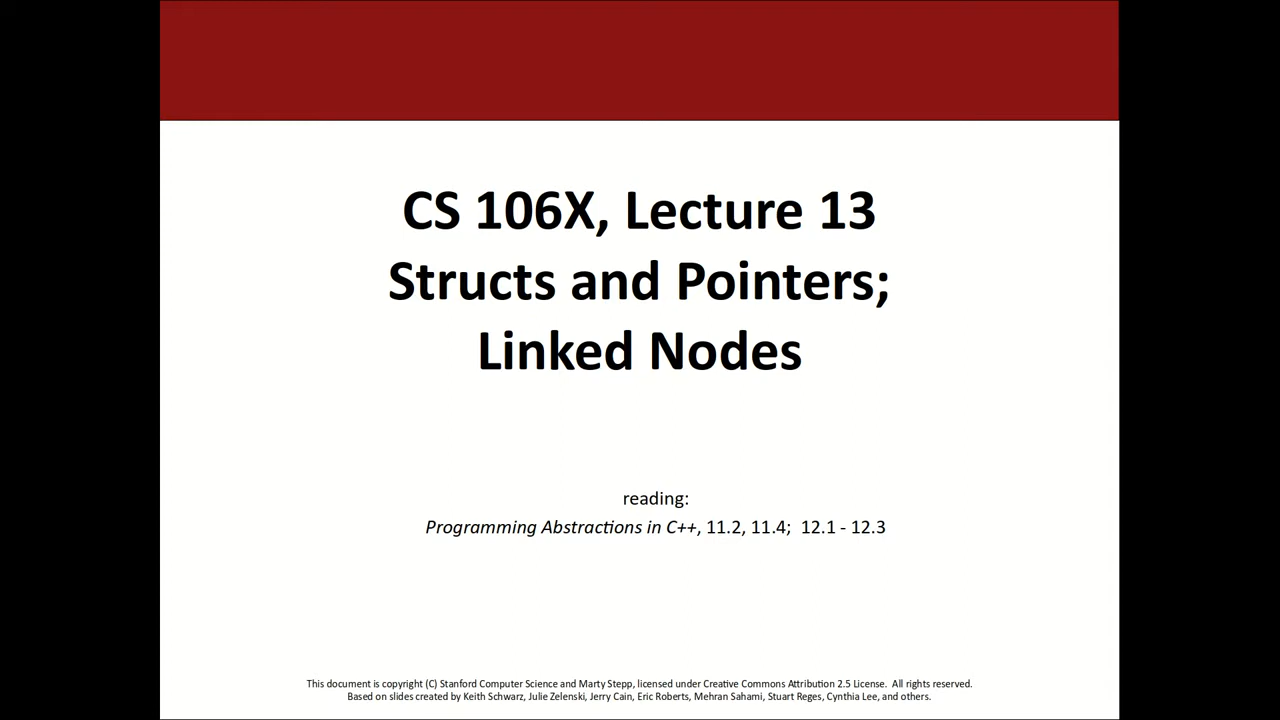 CS 106X, Lecture 13
Structs and Pointers;
Linked Nodes
reading:
Programming Abstractions in C++, 11.2, 11.4;  12.1 - 12.3
This document is copyright (C) Stanford Computer Science and Marty Stepp, licensed under Creative Commons Attribution 2.5 License.  All rights reserved.
Based on slides created by Keith Schwarz, Julie Zelenski, Jerry Cain, Eric Roberts, Mehran Sahami, Stuart Reges, Cynthia Lee, and others.